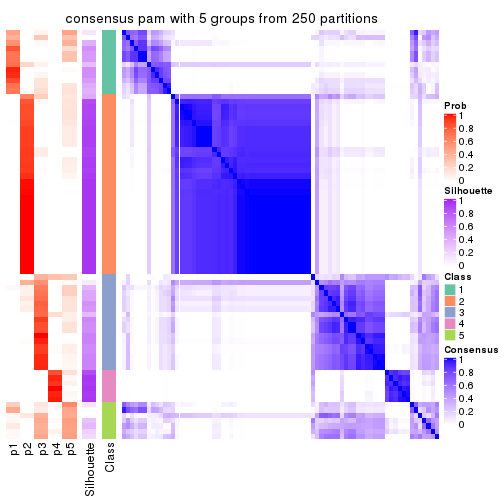 consensus pam with 5 groups from 250 partitions
Prob
1
0.8
0.6
0.4
0.2
0
Silhouette
1
0.8
0.6
0.4
0.2
0
Class
1
2
3
4
5
Consensus
1
0.8
0.6
0.4
0.2
0
p1
p2
p3
p4
p5
Silhouette
Class